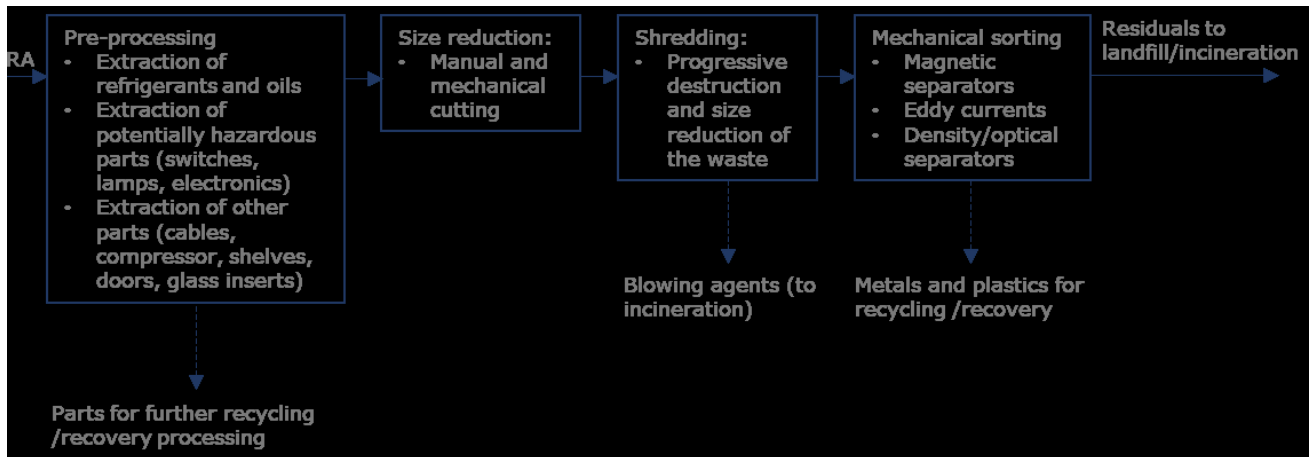 RA
Pre-processing
• Extraction of
refrigerants and oils
• Extraction of
potentially hazardous
parts (switches,
lamps, electronics)
• Extraction of other
parts (cables,
compressor, shelves,
doors, glass inserts)
Parts for further recycling
/recovery processing
Size reduction:
• Manual and
mechanical
cutting
Shredding:
• Progressive
destruction
and size
reduction of
the waste
Blowing agents (to
incineration)
Mechanical sorting
• Magnetic
separators
• Eddy currents
• Density/optical
separators
Metals and plastics for
recycling /recovery
Residuals to
landfill/incineration